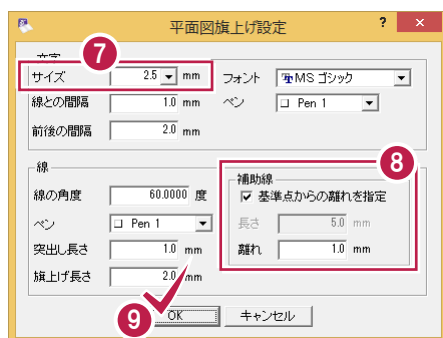 平面図旗上げ設定 ? ×
文字
7
サイズ 2.5 mm フォント MS ゴシック
線との間隔 1.0 mm ペン Pen 1
前後の間隔 2.0 mm
8
線
補助線
線の角度 60.0000 度 基準点からの離れを指定
ペン Pen 1 長さ 5.0 mm
突出し長さ 1.0 mm 離れ 1.0 mm
旗上げ長さ 2.0 mm
9 OK キャンセル